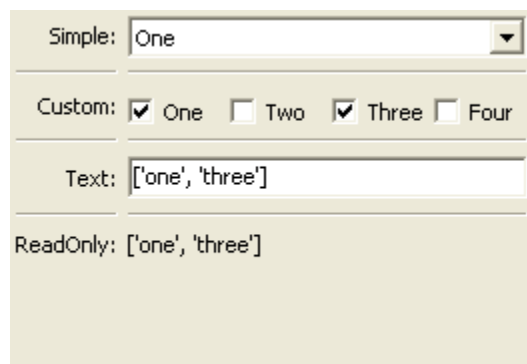 Simple: One
Custom: One Two Three Four
Text: ['one', 'three']
ReadOnly: ['one', 'three']